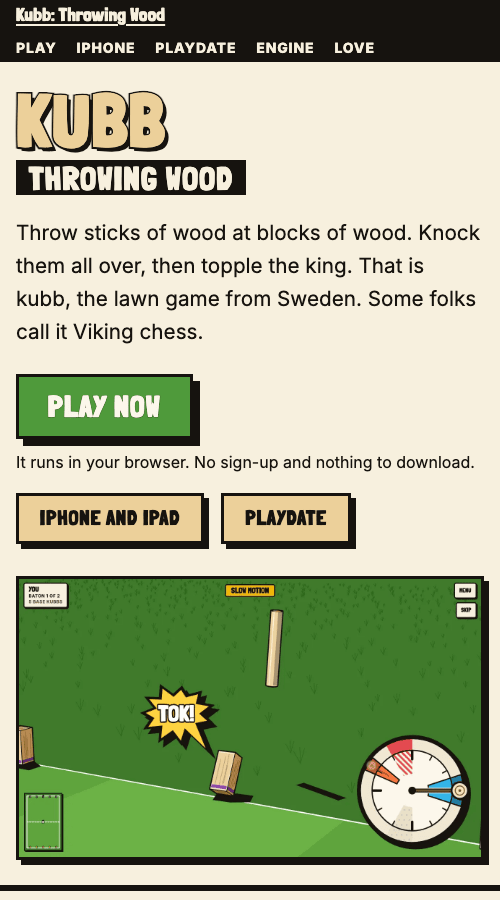 Kubb: Throwing Wood
PLAY IPHONE PLAYDATE ENGINE LOVE
KUBB
THROWING WOOD
Throw sticks of wood at blocks of wood. Knock
them all over, then topple the king. That is
kubb, the lawn game from Sweden. Some folks
call it Viking chess.
PLAY NOW
It runs in your browser. No sign-up and nothing to download.
IPHONE AND IPAD PLAYDATE
YOU
BATON 1 OF 2
5 BASE KUBBS
SLOW MOTION
MENU
SKIP
TOK!